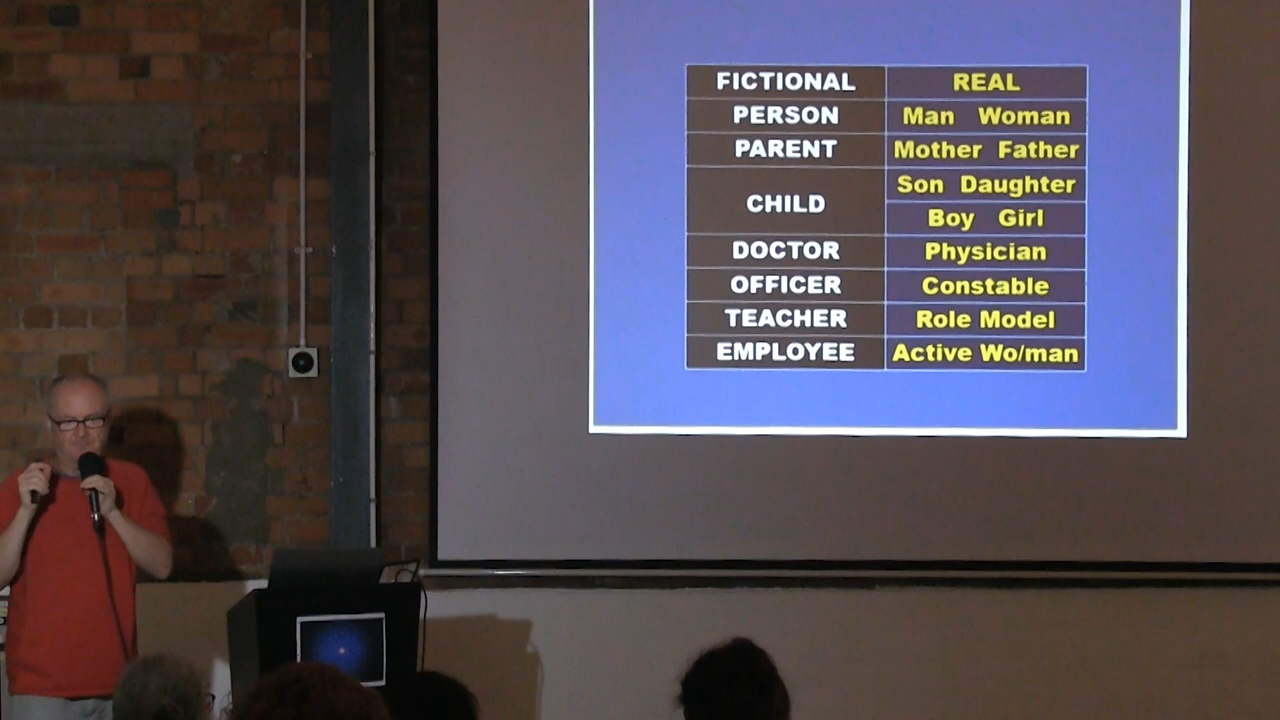 FICTIONAL REAL
PERSON Man Woman
PARENT Mother Father
CHILD Son Daughter
Boy Girl
DOCTOR Physician
OFFICER Constable
TEACHER Role Model
EMPLOYEE Active Wo/man